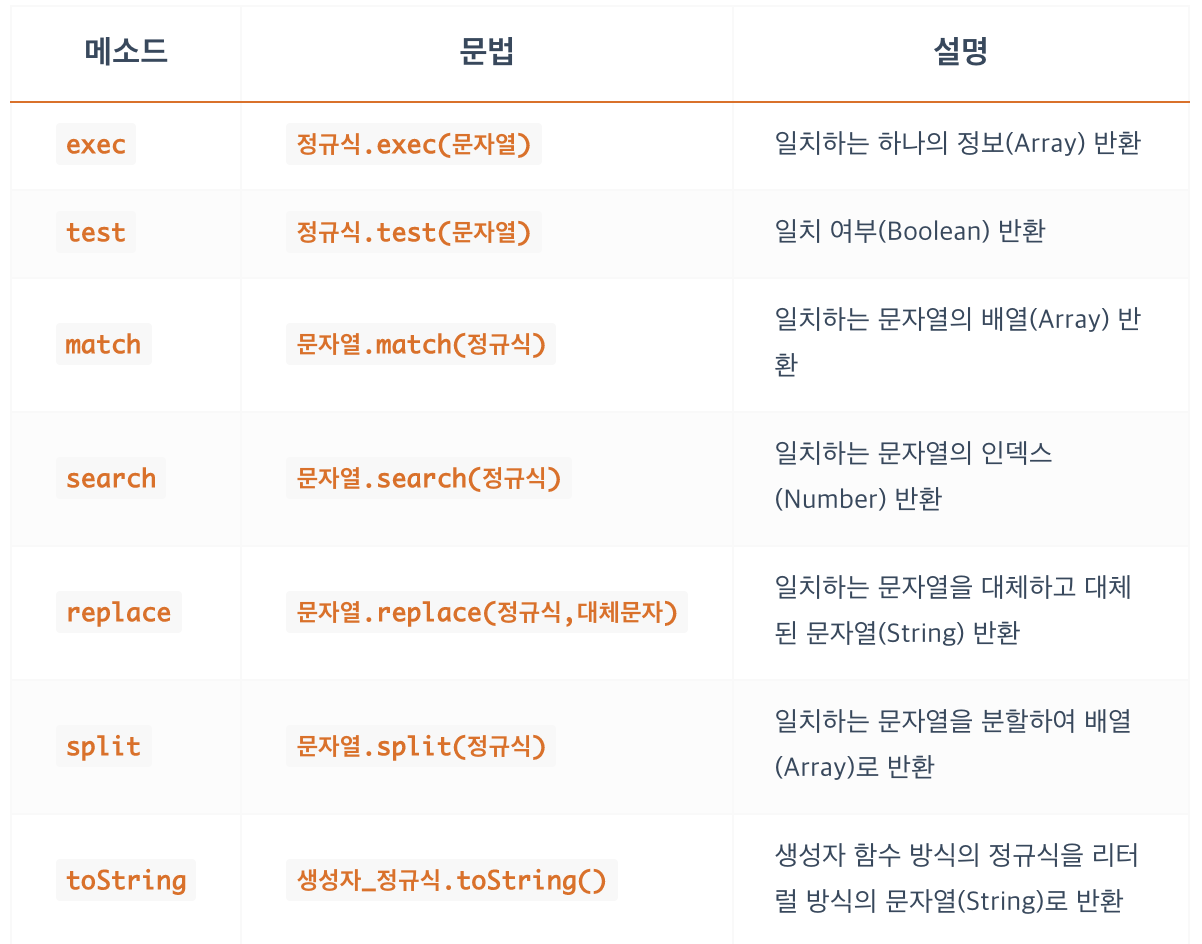 메소드 문법 설명
exec 정규식.exec(문자열) 일치하는 하나의 정보(Array) 반환
test 정규식.test(문자열) 일치 여부(Boolean) 반환
match 문자열.match(정규식) 일치하는 문자열의 배열(Array) 반
환
search 문자열.search(정규식) 일치하는 문자열의 인덱스
(Number) 반환
replace 문자열.replace(정규식,대체문자) 일치하는 문자열을 대체하고 대체
된 문자열(String) 반환
split 문자열.split(정규식) 일치하는 문자열을 분할하여 배열
(Array)로 반환
toString 생성자_정규식.toString() 생성자 함수 방식의 정규식을 리터
럴 방식의 문자열(String)로 반환